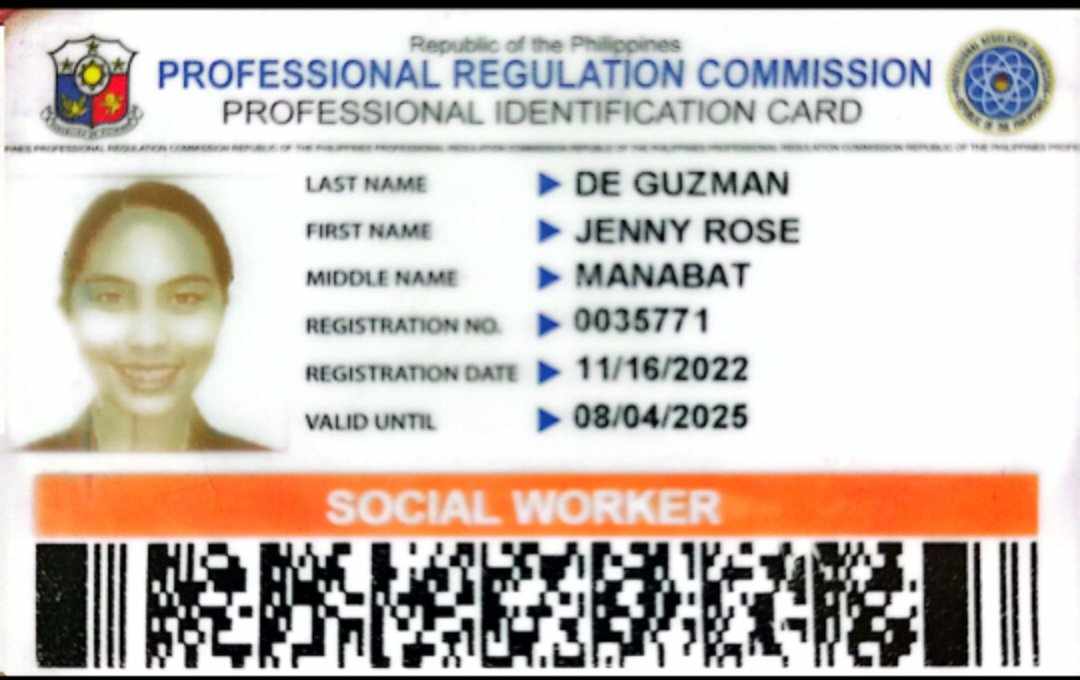 Republic of the Philippines
PROFESSIONAL REGULATION COMMISSION
PROFESSIONAL IDENTIFICATION CARD
LAST NAME DE GUZMAN
FIRST NAME JENNY ROSE
MIDDLE NAME MANABAT
REGISTRATION NO. 0035771
REGISTRATION DATE 11/16/2022
VALID UNTIL 08/04/2025
SOCIAL WORKER